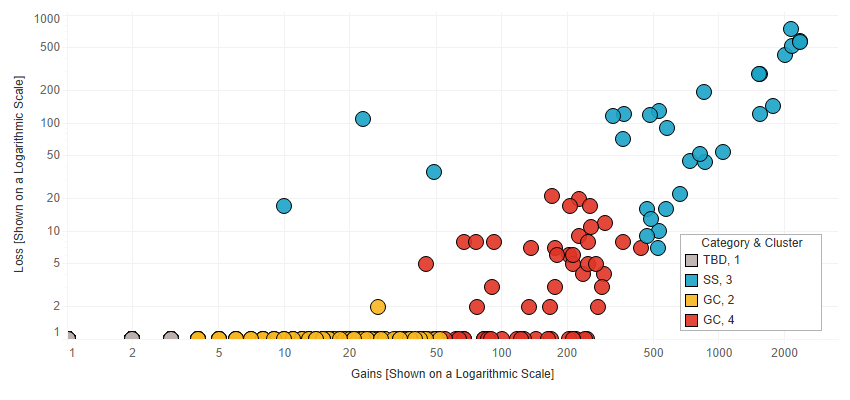 1000
500
200
100
50
20
10
5
2
1
Loss [Shown on a Logarithmic Scale]
Category & Cluster
TBD, 1
SS, 3
GC, 2
GC, 4
1 2 5 10 20 50 100 200 500 1000 2000
Gains [Shown on a Logarithmic Scale]